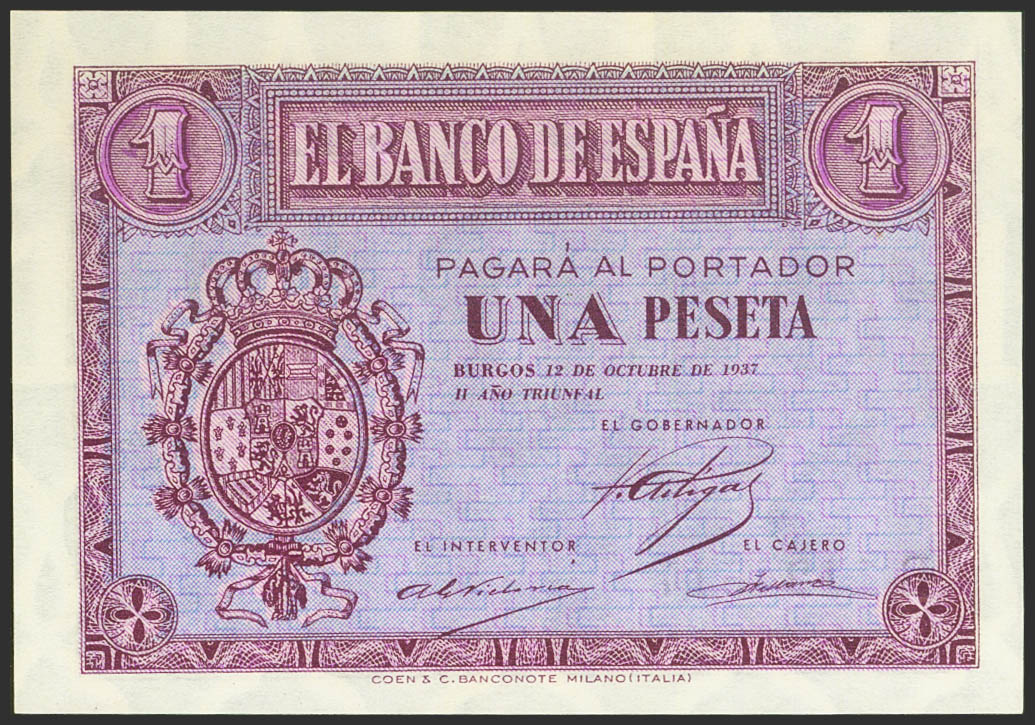 1 EL BANCO DE ESPAÑA 1
PAGARÁ AL PORTADOR
UNA PESETA
BURGOS 12 DE OCTUBRE DE 1937
II AÑO TRIUNFAL
EL GOBERNADOR
EL INTERVENTOR
EL CAJERO
COEN & C. BANCONOTE MILANO (ITALIA)